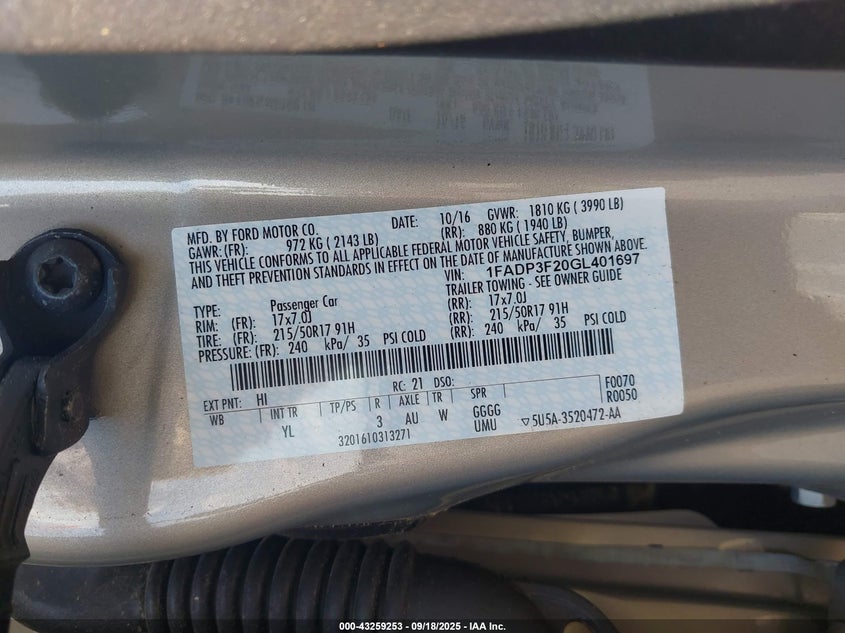 MFD. BY FORD MOTOR CO. DATE: 10/16 GVWR: 1810 KG ( 3990 LB)
GAWR: (FR): 972 KG ( 2143 LB) (RR): 880 KG ( 1940 LB)
THIS VEHICLE CONFORMS TO ALL APPLICABLE FEDERAL MOTOR VEHICLE SAFETY, BUMPER,
AND THEFT PREVENTION STANDARDS IN EFFECT ON THE DATE OF MANUFACTURE SHOWN ABOVE.
VIN: 1FADP3F20GL401697
TYPE: Passenger Car TRAILER TOWING - SEE OWNER GUIDE
RIM: (FR): 17x7.0J (RR): 17x7.0J
TIRE: (FR): 215/50R17 91H (RR): 215/50R17 91H
PRESSURE: (FR): 240 kPa/ 35 PSI COLD (RR): 240 kPa/ 35 PSI COLD
EXT PNT: HI RC: 21 DSO: F0070
WB INT TR TP/PS R AXLE TR SPR R0050
YL 3 AU W GGGG
UMU ▽5U5A-3520472-AA
3201610313271
000-43259253 - 09/18/2025 - IAA Inc.